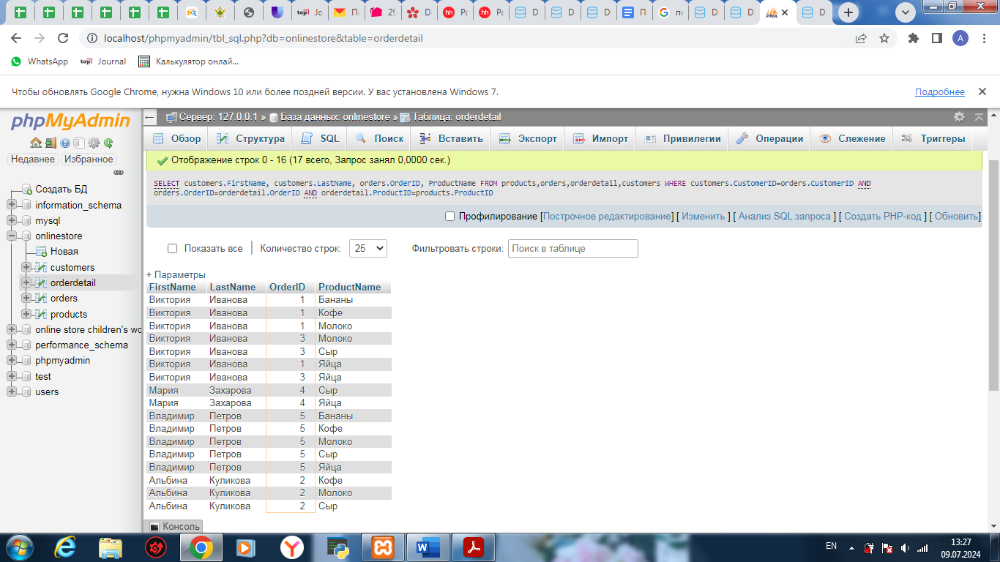 29
D
hh Ра
hh Ра
D
D
D
П
G пе
D
D
PMA
D
localhost/phpmyadmin/tbl_sql.php?db=onlinestore&table=orderdetail
A
WhatsApp
top1 Journal
Калькулятор онлай...
Чтобы обновлять Google Chrome, нужна Windows 10 или более поздней версии. У вас установлена Windows 7.
Подробнее
phpMyAdmin
Недавнее Избранное
Создать БД
information_schema
mysql
onlinestore
Новая
customers
orderdetail
orders
products
online store children's wo
performance_schema
phpmyadmin
test
users
Сервер: 127.0.0.1 » База данных: onlinestore » Таблица: orderdetail
Обзор Структура SQL Поиск Вставить Экспорт Импорт Привилегии Операции Слежение Триггеры
Отображение строк 0 - 16 (17 всего, Запрос занял 0,0000 сек.)
SELECT customers.FirstName, customers.LastName, orders.OrderID, ProductName FROM products,orders,orderdetail,customers WHERE customers.CustomerID=orders.CustomerID AND
orders.OrderID=orderdetail.OrderID AND orderdetail.ProductID=products.ProductID
Профилирование [Построчное редактирование] [ Изменить ] [ Анализ SQL запроса ] [ Создать PHP-код ] [ Обновить]
Показать все Количество строк: 25 Фильтровать строки: Поиск в таблице
+ Параметры
FirstName LastName OrderID ProductName
Виктория Иванова 1 Бананы
Виктория Иванова 1 Кофе
Виктория Иванова 1 Молоко
Виктория Иванова 3 Молоко
Виктория Иванова 3 Сыр
Виктория Иванова 1 Яйца
Виктория Иванова 3 Яйца
Мария Захарова 4 Сыр
Мария Захарова 4 Яйца
Владимир Петров 5 Бананы
Владимир Петров 5 Кофе
Владимир Петров 5 Молоко
Владимир Петров 5 Сыр
Владимир Петров 5 Яйца
Альбина Куликова 2 Кофе
Альбина Куликова 2 Молоко
Альбина Куликова 2 Сыр
Консоль
EN
13:27
09.07.2024